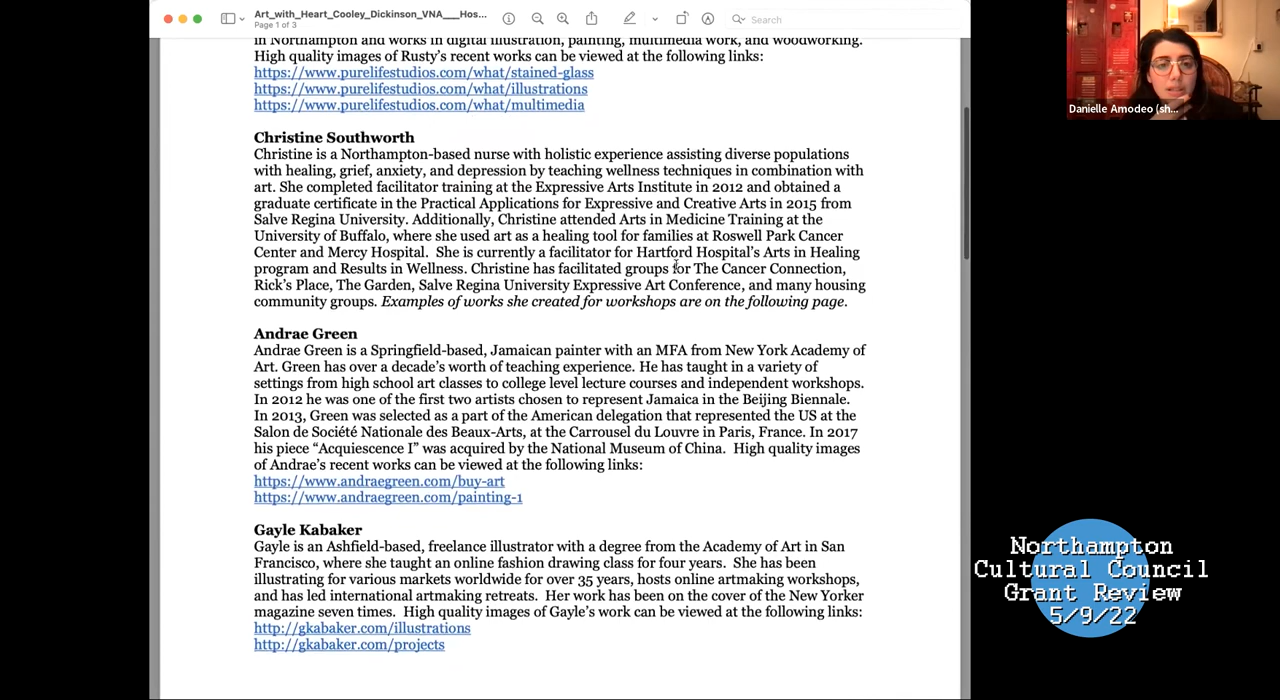 Art_with_Heart_Cooley_Dickinson_VNA___Hos...
Page 1 of 3
Search
in Northampton and works in digital illustration, painting, multimedia work, and woodworking.
High quality images of Rusty's recent works can be viewed at the following links:
https://www.purelifestudios.com/what/stained-glass
https://www.purelifestudios.com/what/illustrations
https://www.purelifestudios.com/what/multimedia
Christine Southworth
Christine is a Northampton-based nurse with holistic experience assisting diverse populations
with healing, grief, anxiety, and depression by teaching wellness techniques in combination with
art. She completed facilitator training at the Expressive Arts Institute in 2012 and obtained a
graduate certificate in the Practical Applications for Expressive and Creative Arts in 2015 from
Salve Regina University. Additionally, Christine attended Arts in Medicine Training at the
University of Buffalo, where she used art as a healing tool for families at Roswell Park Cancer
Center and Mercy Hospital.  She is currently a facilitator for Hartford Hospital's Arts in Healing
program and Results in Wellness. Christine has facilitated groups for The Cancer Connection,
Rick's Place, The Garden, Salve Regina University Expressive Art Conference, and many housing
community groups. Examples of works she created for workshops are on the following page.
Andrae Green
Andrae Green is a Springfield-based, Jamaican painter with an MFA from New York Academy of
Art. Green has over a decade's worth of teaching experience. He has taught in a variety of
settings from high school art classes to college level lecture courses and independent workshops.
In 2012 he was one of the first two artists chosen to represent Jamaica in the Beijing Biennale.
In 2013, Green was selected as a part of the American delegation that represented the US at the
Salon de Société Nationale des Beaux-Arts, at the Carrousel du Louvre in Paris, France. In 2017
his piece “Acquiescence I” was acquired by the National Museum of China.  High quality images
of Andrae's recent works can be viewed at the following links:
https://www.andraegreen.com/buy-art
https://www.andraegreen.com/painting-1
Gayle Kabaker
Gayle is an Ashfield-based, freelance illustrator with a degree from the Academy of Art in San
Francisco, where she taught an online fashion drawing class for four years.  She has been
illustrating for various markets worldwide for over 35 years, hosts online artmaking workshops,
and has led international artmaking retreats.  Her work has been on the cover of the New Yorker
magazine seven times.  High quality images of Gayle's work can be viewed at the following links:
http://gkabaker.com/illustrations
http://gkabaker.com/projects
Danielle Amodeo (sh...
Northampton
Cultural Council
Grant Review
5/9/22